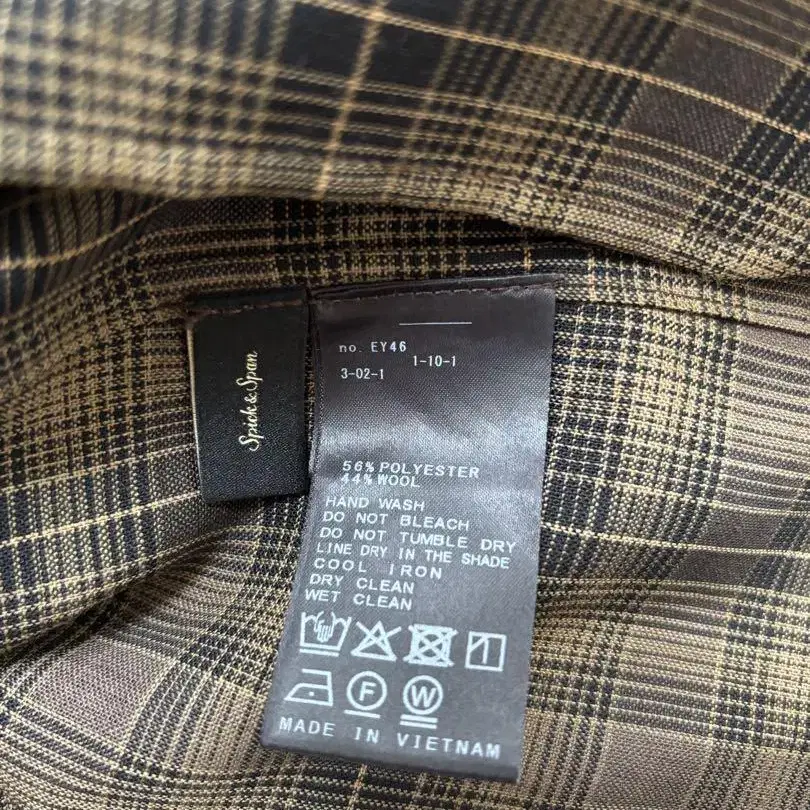 Spick & Span
no. EY46
1-10-1
3-02-1
56% POLYESTER
44% WOOL
HAND WASH
DO NOT BLEACH
DO NOT TUMBLE DRY
LINE DRY IN THE SHADE
COOL IRON
DRY CLEAN
WET CLEAN
F W
MADE IN VIETNAM